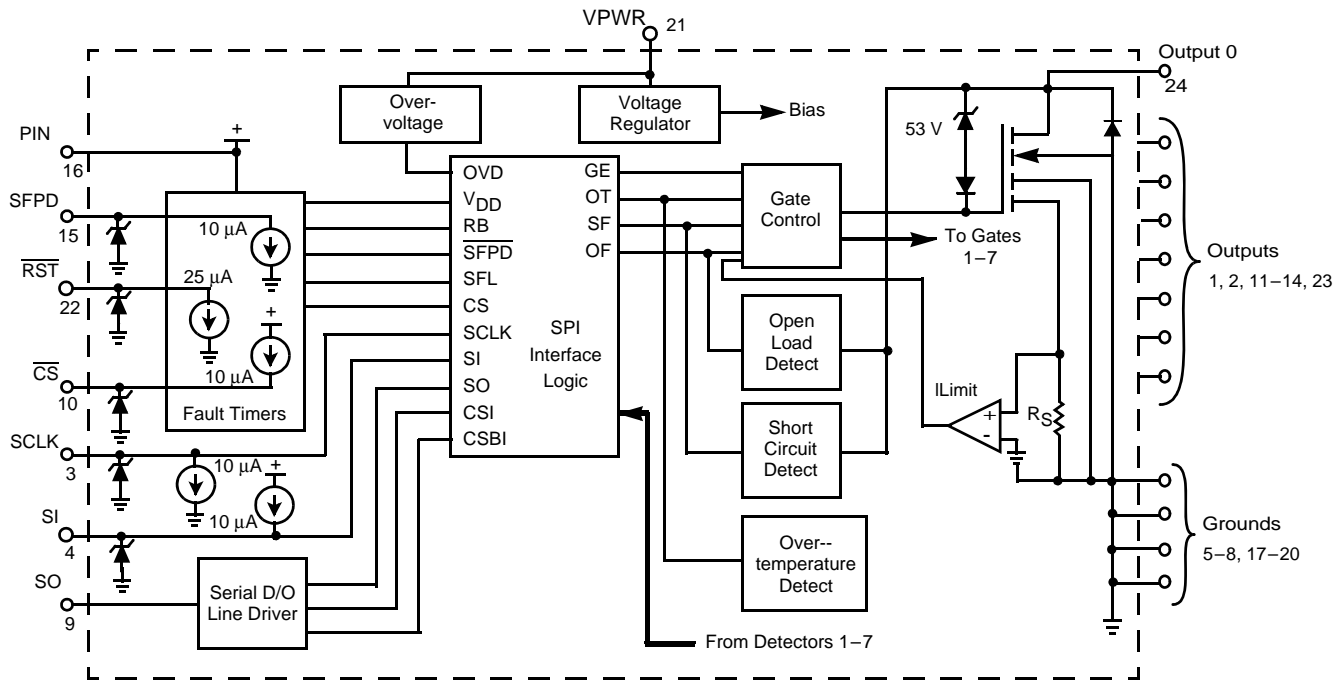 VPWR
21
Output 0
24
Over-
voltage
Voltage
Regulator
Bias
53 V
PIN
16
+
SFPD
15
10 µA
RST
22
25 µA
+
10 µA
CS
10
Fault Timers
SCLK
3
10 µA
+
SI
4
10 µA
SO
9
Serial D/O
Line Driver
OVD
VDD
RB
SFPD
SFL
CS
SCLK
SI
SO
CSI
CSBI
GE
OT
SF
OF
SPI
Interface
Logic
Gate
Control
To Gates
1–7
Open
Load
Detect
Short
Circuit
Detect
Over--
temperature
Detect
From Detectors 1–7
ILimit
+
-
RS
Outputs
1, 2, 11–14, 23
Grounds
5–8, 17–20